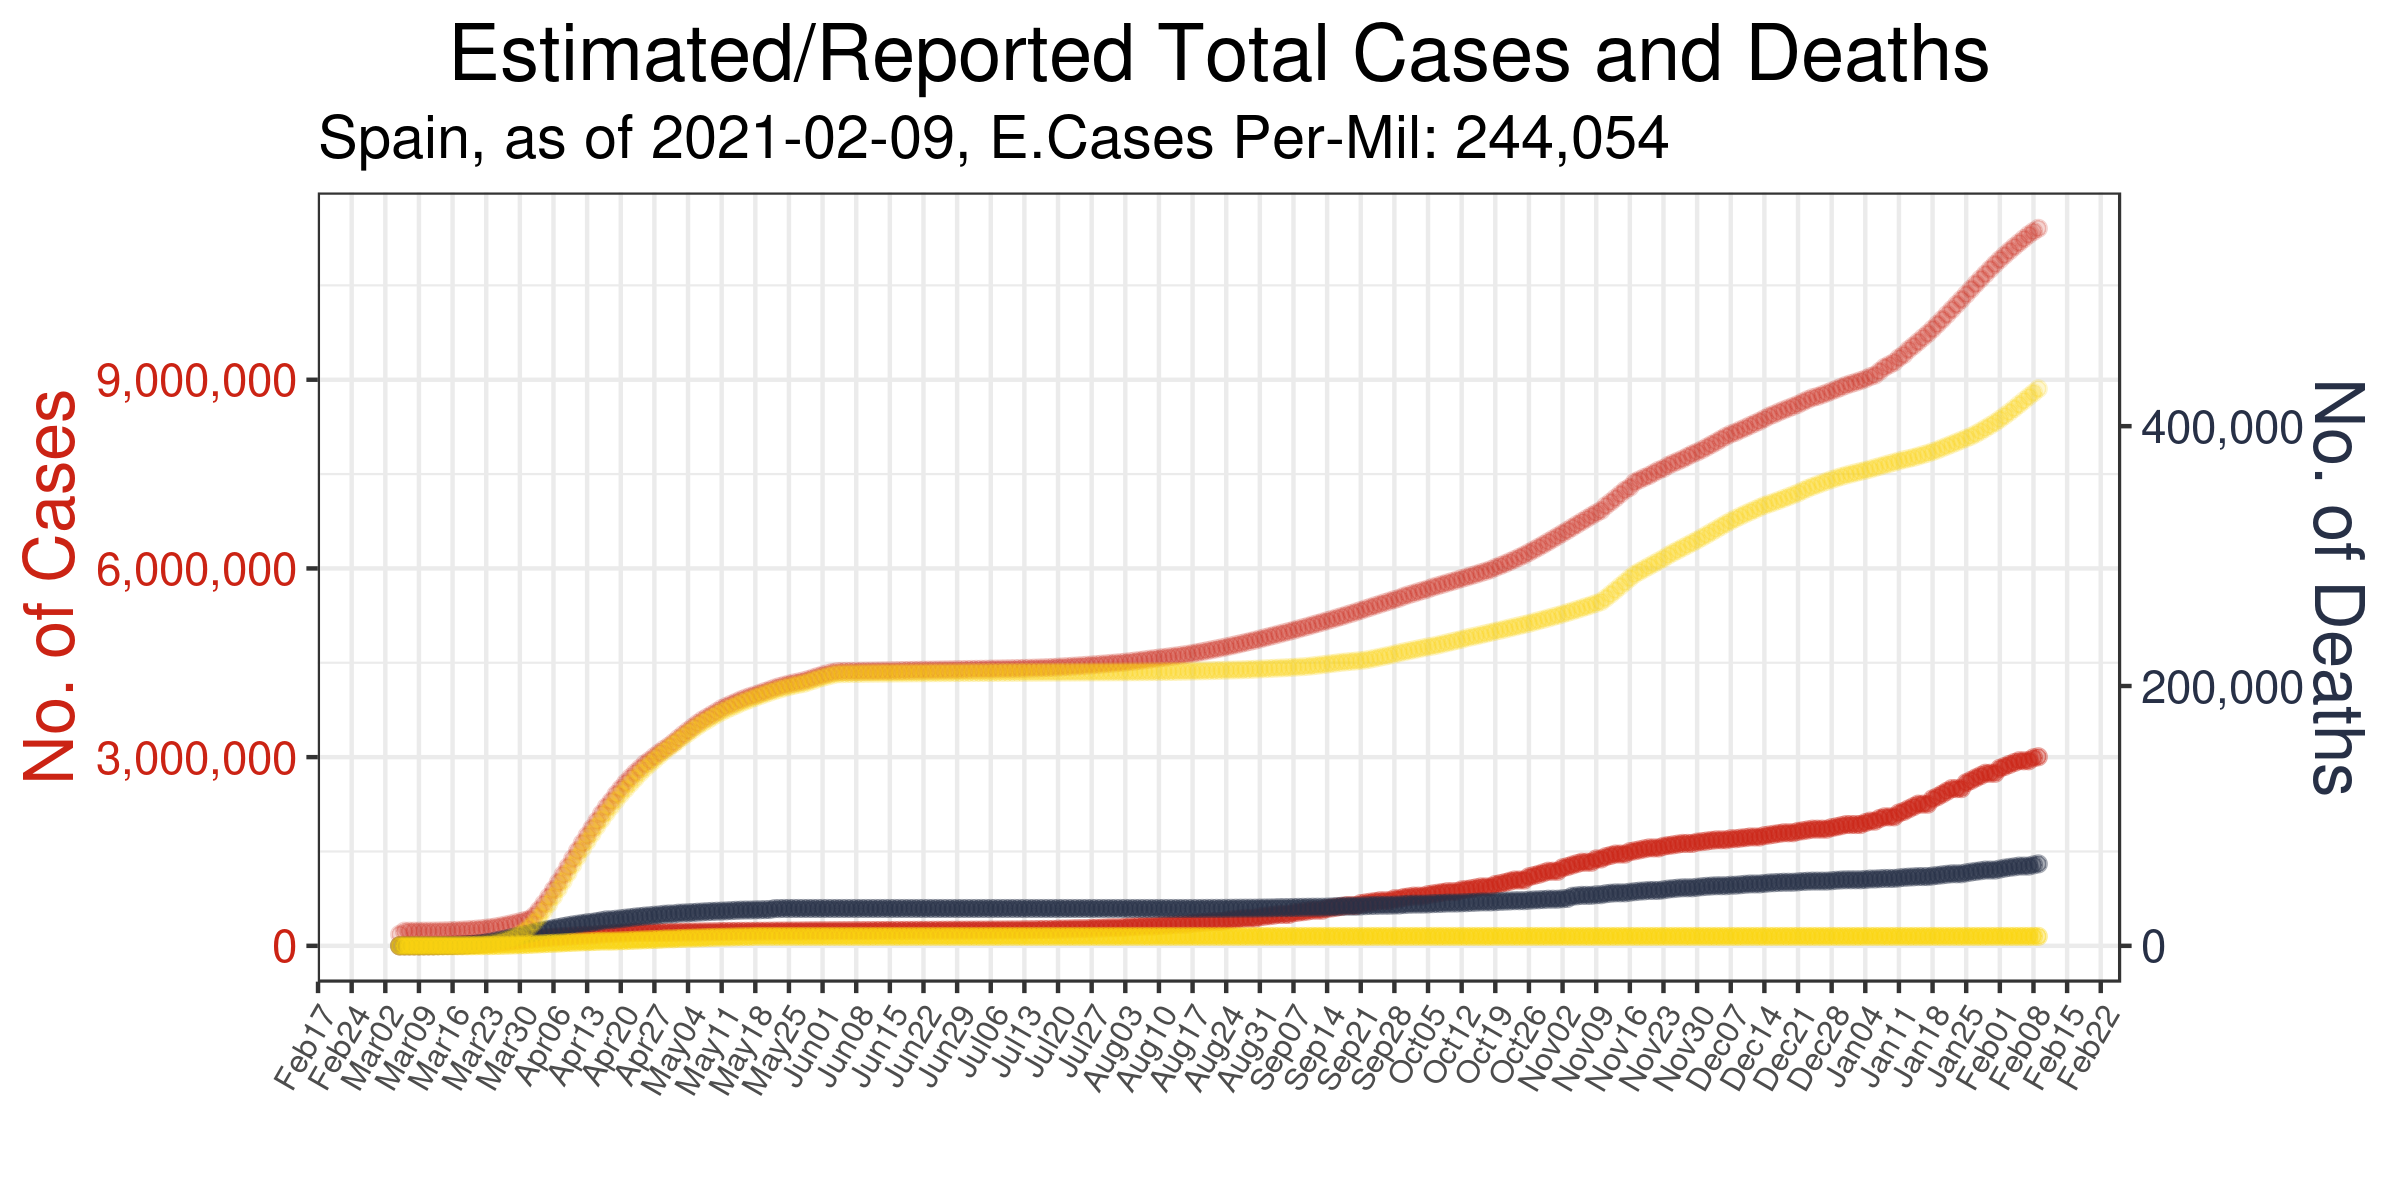 Estimated/Reported Total Cases and Deaths
Spain, as of 2021-02-09, E.Cases Per-Mil: 244,054
No. of Cases
9,000,000
6,000,000
3,000,000
0
400,000
200,000
0
No. of Deaths
Feb17
Feb24
Mar02
Mar09
Mar16
Mar23
Mar30
Apr06
Apr13
Apr20
Apr27
May04
May11
May18
May25
Jun01
Jun08
Jun15
Jun22
Jun29
Jul06
Jul13
Jul20
Jul27
Aug03
Aug10
Aug17
Aug24
Aug31
Sep07
Sep14
Sep21
Sep28
Oct05
Oct12
Oct19
Oct26
Nov02
Nov09
Nov16
Nov23
Nov30
Dec07
Dec14
Dec21
Dec28
Jan04
Jan11
Jan18
Jan25
Feb01
Feb08
Feb15
Feb22